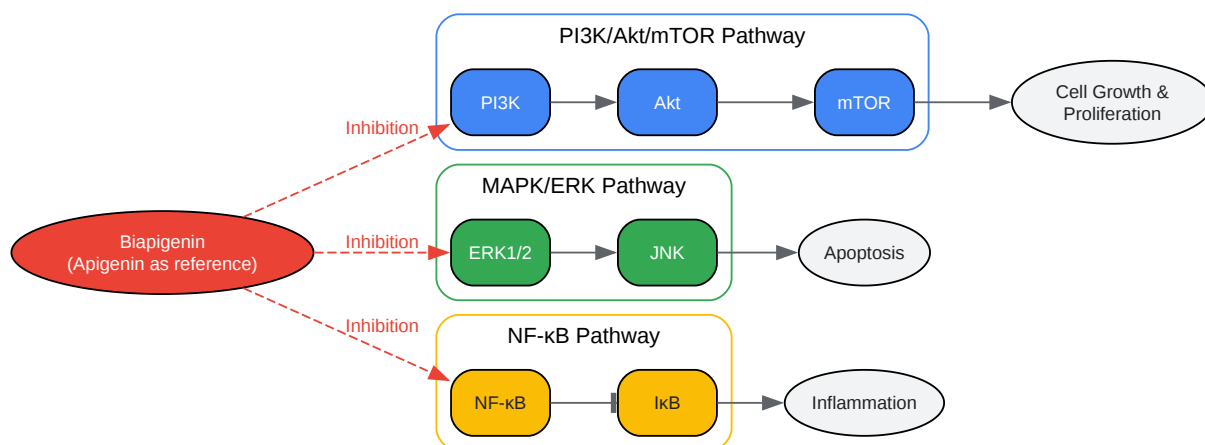 PI3K/Akt/mTOR Pathway
PI3K
Akt
mTOR
Cell Growth &
Proliferation
Inhibition
MAPK/ERK Pathway
Biapigenin
(Apigenin as reference)
Inhibition
ERK1/2
JNK
Apoptosis
Inhibition
NF-κB Pathway
NF-κB
IκB
Inflammation